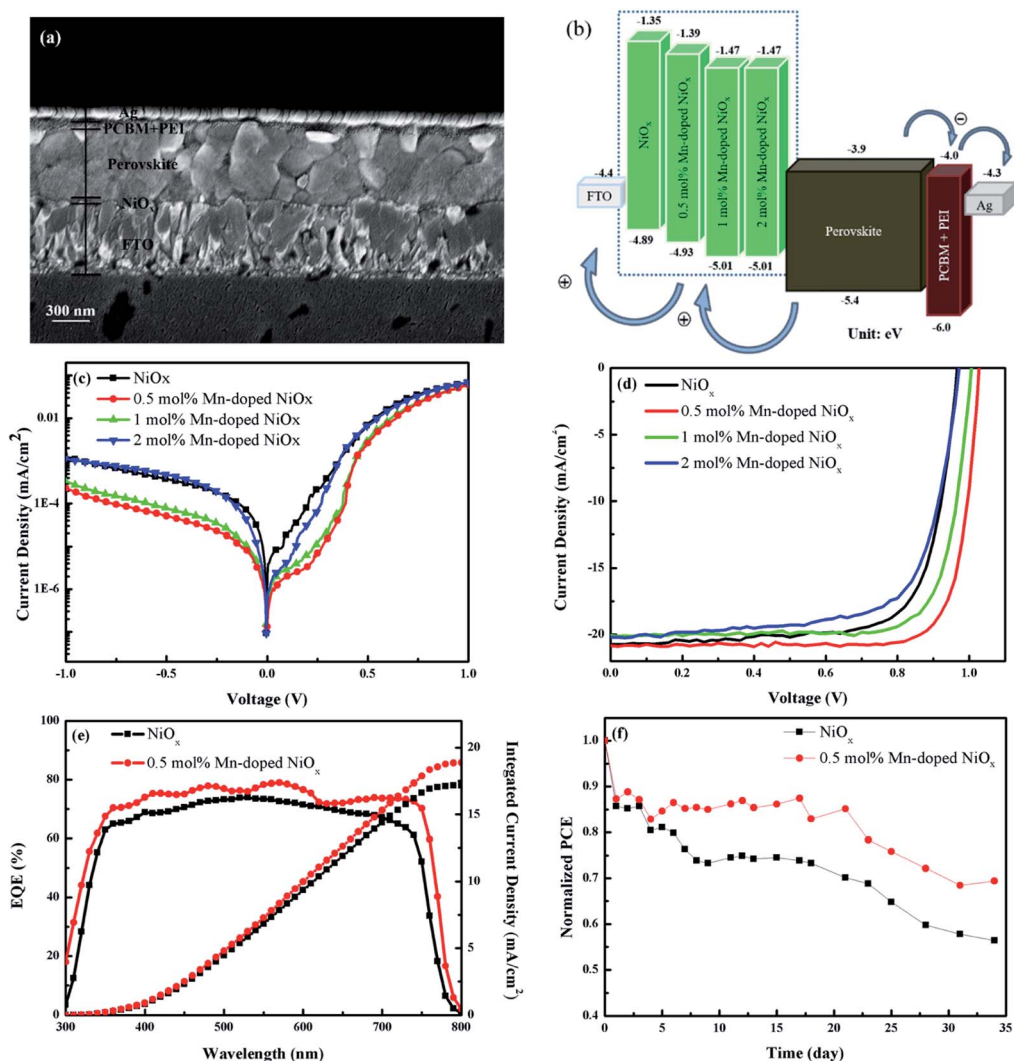 (a)
Ag
PCBM+PEI
Perovskite
NiOx
FTO
300 nm
(b)
-1.35
-1.39
-1.47
-1.47
NiOx
0.5 mol% Mn-doped NiOx
1 mol% Mn-doped NiOx
2 mol% Mn-doped NiOx
-4.4
FTO
-3.9
-4.0
-4.3
Perovskite
PCBM + PEI
Ag
-4.89
-4.93
-5.01
-5.01
-5.4
-6.0
⊖
⊕
⊕
Unit: eV
(c)
NiOx
0.5 mol% Mn-doped NiOx
1 mol% Mn-doped NiOx
2 mol% Mn-doped NiOx
Current Density (mA/cm2)
0.01
1E-4
1E-6
-1.0 -0.5 0.0 0.5 1.0
Voltage (V)
(d)
NiOx
0.5 mol% Mn-doped NiOx
1 mol% Mn-doped NiOx
2 mol% Mn-doped NiOx
Current Density (mA/cm2)
0
-5
-10
-15
-20
0.0 0.2 0.4 0.6 0.8 1.0
Voltage (V)
(e)
NiOx
0.5 mol% Mn-doped NiOx
EQE (%)
100
80
60
40
20
0
Integated Current Density (mA/cm2)
20
15
10
5
0
300 400 500 600 700 800
Wavelength (nm)
(f)
NiOx
0.5 mol% Mn-doped NiOx
Normalized PCE
1.0
0.9
0.8
0.7
0.6
0.5
0.4
0 5 10 15 20 25 30 35
Time (day)